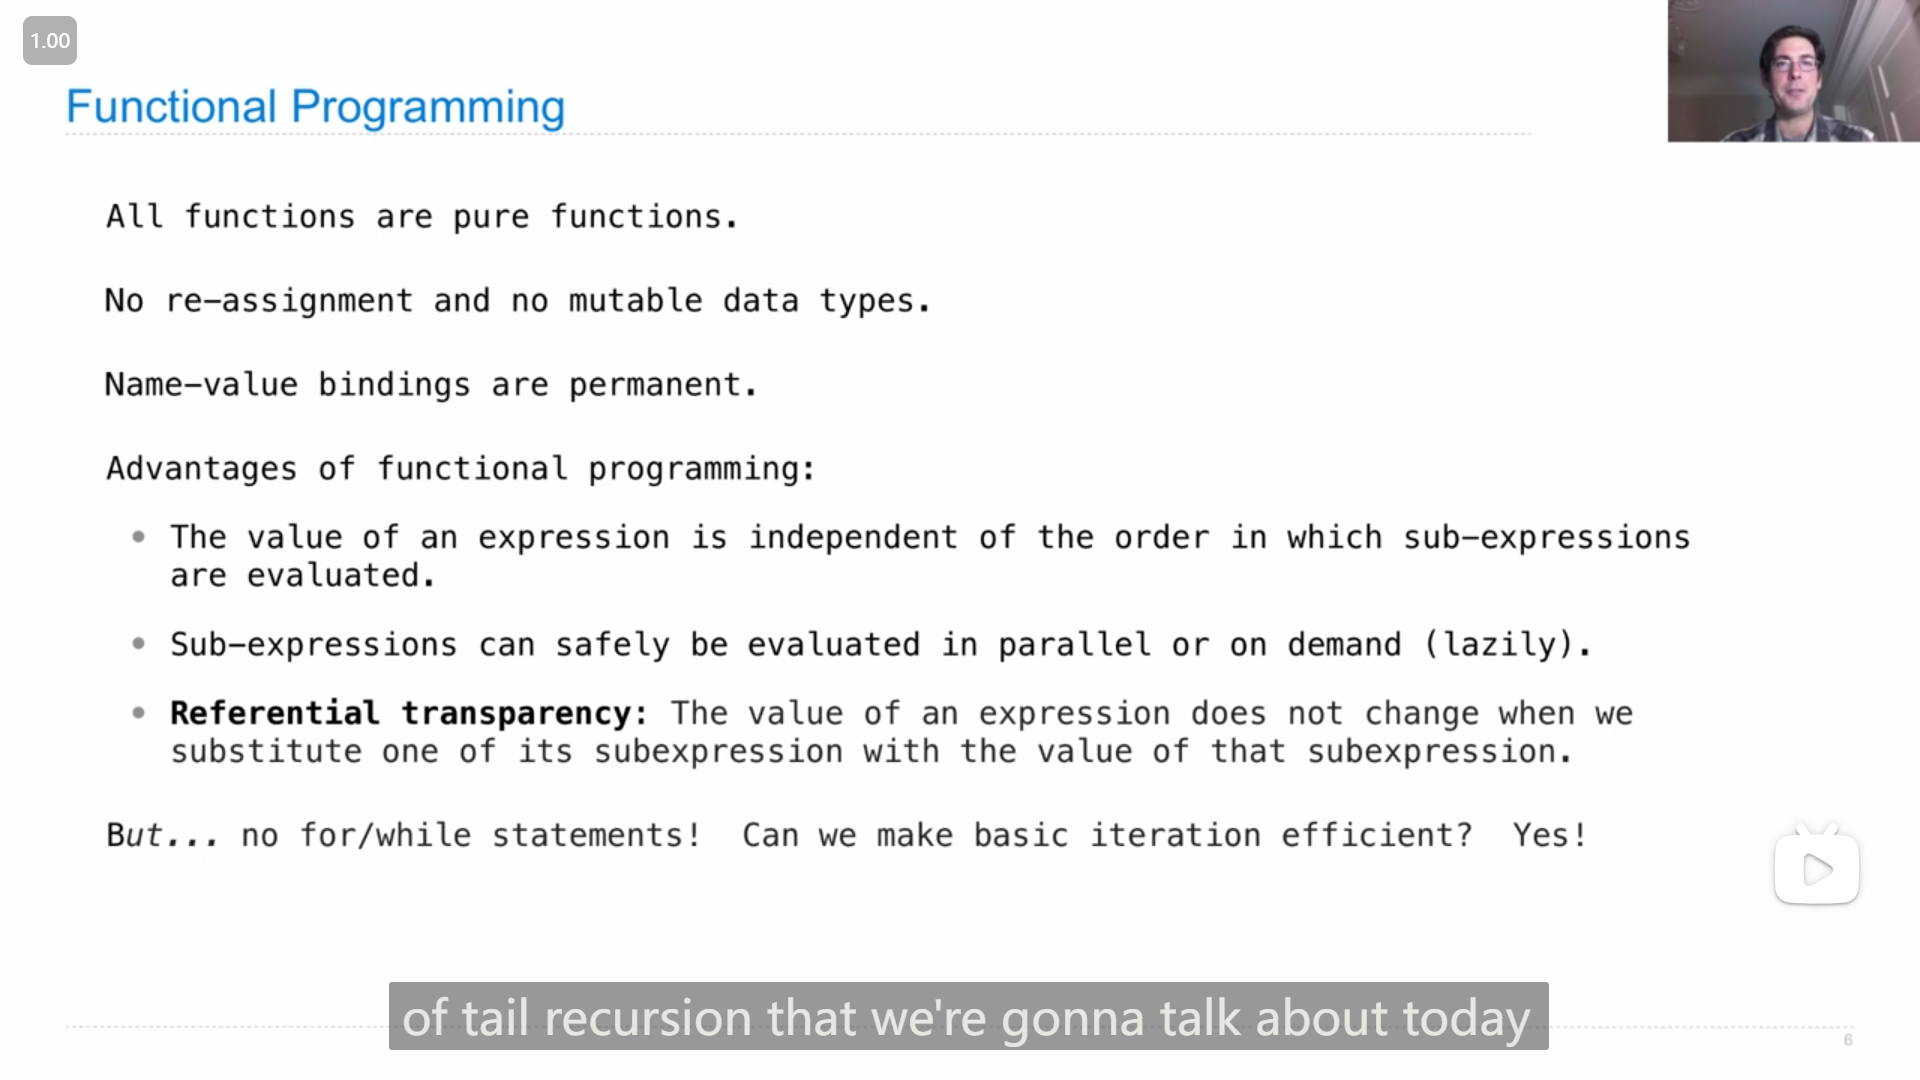 1.00
Functional Programming
All functions are pure functions.
No re-assignment and no mutable data types.
Name-value bindings are permanent.
Advantages of functional programming:
• The value of an expression is independent of the order in which sub-expressions
are evaluated.
• Sub-expressions can safely be evaluated in parallel or on demand (lazily).
• Referential transparency: The value of an expression does not change when we
substitute one of its subexpression with the value of that subexpression.
But... no for/while statements!  Can we make basic iteration efficient?  Yes!
of tail recursion that we're gonna talk about today
6